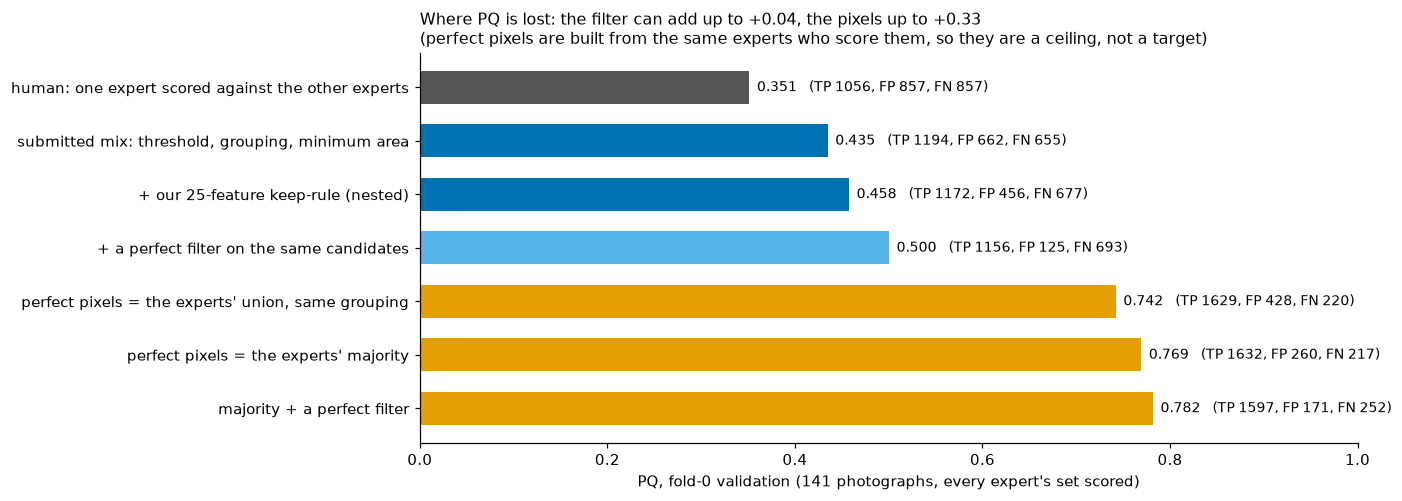 Where PQ is lost: the filter can add up to +0.04, the pixels up to +0.33
(perfect pixels are built from the same experts who score them, so they are a ceiling, not a target)
human: one expert scored against the other experts 0.351 (TP 1056, FP 857, FN 857)
submitted mix: threshold, grouping, minimum area 0.435 (TP 1194, FP 662, FN 655)
+ our 25-feature keep-rule (nested) 0.458 (TP 1172, FP 456, FN 677)
+ a perfect filter on the same candidates 0.500 (TP 1156, FP 125, FN 693)
perfect pixels = the experts' union, same grouping 0.742 (TP 1629, FP 428, FN 220)
perfect pixels = the experts' majority 0.769 (TP 1632, FP 260, FN 217)
majority + a perfect filter 0.782 (TP 1597, FP 171, FN 252)
0.0 0.2 0.4 0.6 0.8 1.0
PQ, fold-0 validation (141 photographs, every expert's set scored)